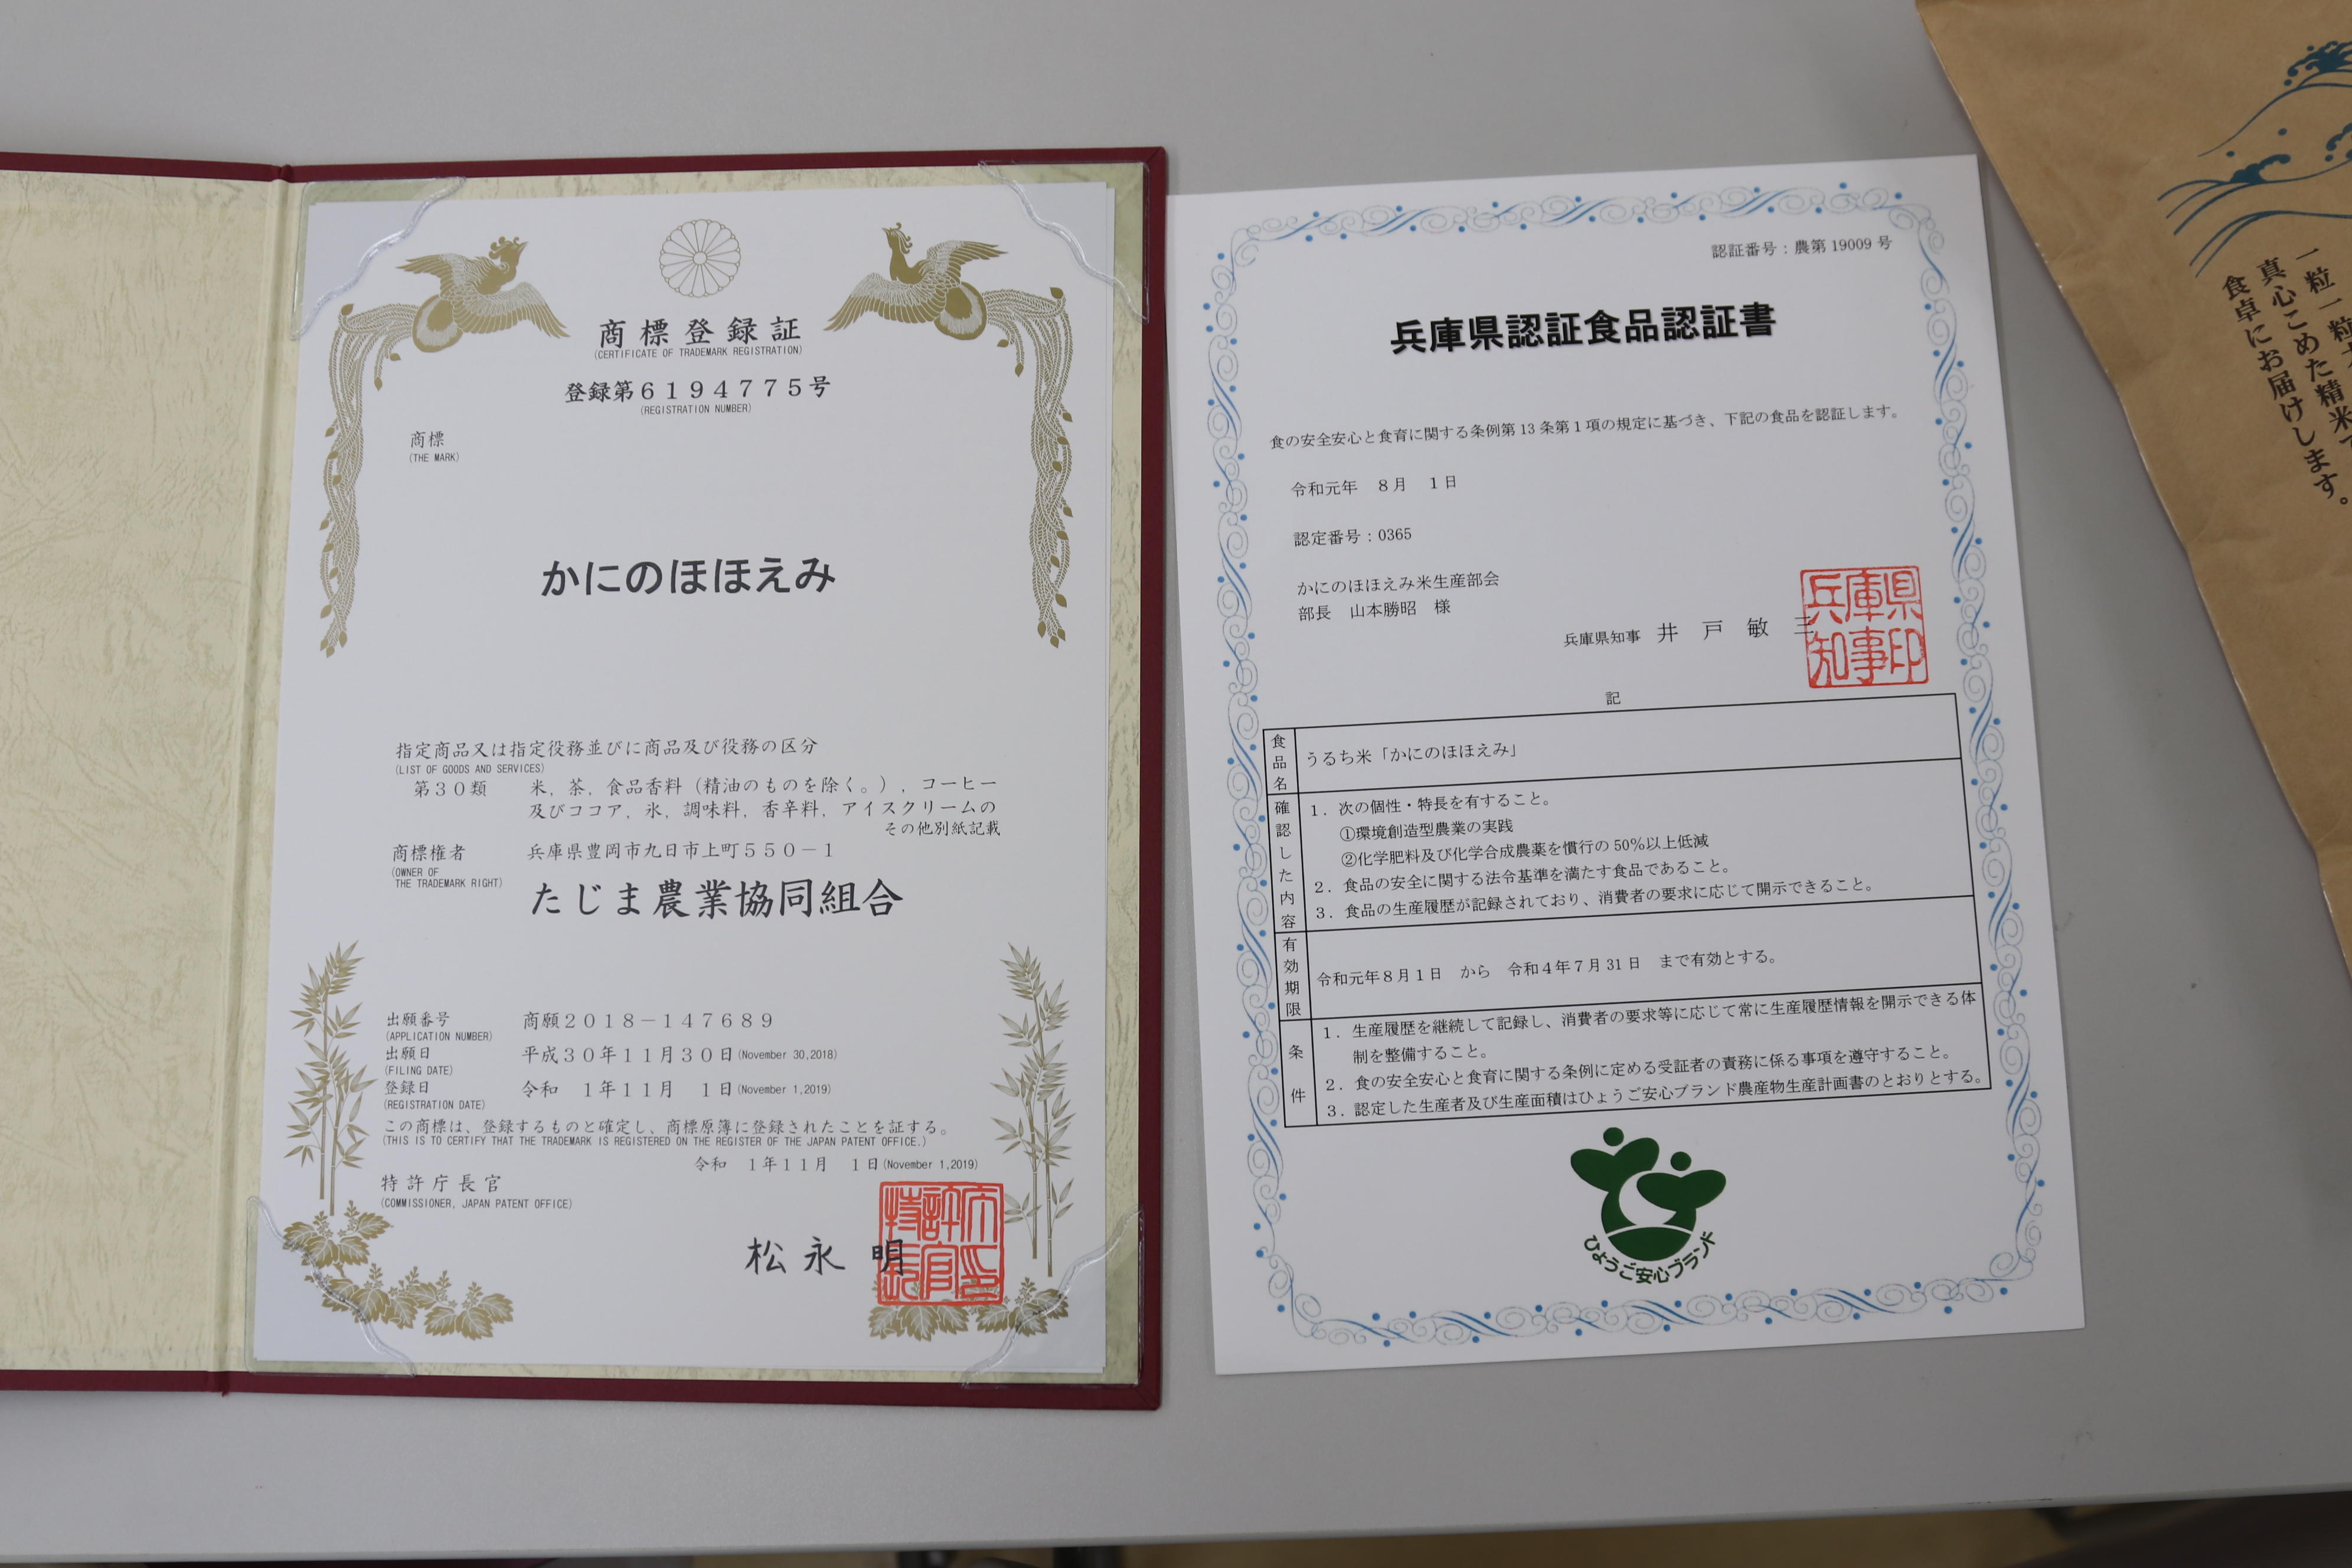 商標登録証
(CERTIFICATE OF TRADEMARK REGISTRATION)
登録第6194775号
(REGISTRATION NUMBER)
商標
(THE MARK)
かにのほほえみ
指定商品又は指定役務並びに商品及び役務の区分
(LIST OF GOODS AND SERVICES)
第30類 米，茶，食品香料（精油のものを除く。），コーヒー
及びココア，氷，調味料，香辛料，アイスクリームの
その他別紙記載
商標権者 兵庫県豊岡市九日市上町550－1
(OWNER OF
THE TRADEMARK RIGHT)
たじま農業協同組合
出願番号 商願2018－147689
(APPLICATION NUMBER)
出願日 平成30年11月30日(November 30,2018)
(FILING DATE)
登録日 令和 1年11月 1日(November 1,2019)
(REGISTRATION DATE)
この商標は、登録するものと確定し、商標原簿に登録されたことを証する。
(THIS IS TO CERTIFY THAT THE TRADEMARK IS REGISTERED ON THE REGISTER OF THE JAPAN PATENT OFFICE.)
令和 1年11月 1日(November 1,2019)
特許庁長官
(COMMISSIONER, JAPAN PATENT OFFICE)
松永 明
特許庁長官印
認証番号：農第19009号
兵庫県認証食品認証書
食の安全安心と食育に関する条例第13条第1項の規定に基づき、下記の食品を認証します。
令和元年 8月 1日
認定番号：0365
かにのほほえみ米生産部会
部長 山本勝昭 様
兵庫県知事 井戸敏三
兵庫県知事印
記
食品名 うるち米「かにのほほえみ」
確認した内容
1．次の個性・特長を有すること。
①環境創造型農業の実践
②化学肥料及び化学合成農薬を慣行の50%以上低減
2．食品の安全に関する法令基準を満たす食品であること。
3．食品の生産履歴が記録されており、消費者の要求に応じて開示できること。
有効期限 令和元年8月1日 から 令和4年7月31日 まで有効とする。
条件
1．生産履歴を継続して記録し、消費者の要求等に応じて常に生産履歴情報を開示できる体
制を整備すること。
2．食の安全安心と食育に関する条例に定める受証者の責務に係る事項を遵守すること。
3．認定した生産者及び生産面積はひょうご安心ブランド農産物生産計画書のとおりとする。
ひょうご安心ブランド
一粒一粒
真心こめた精米
食卓にお届けします。